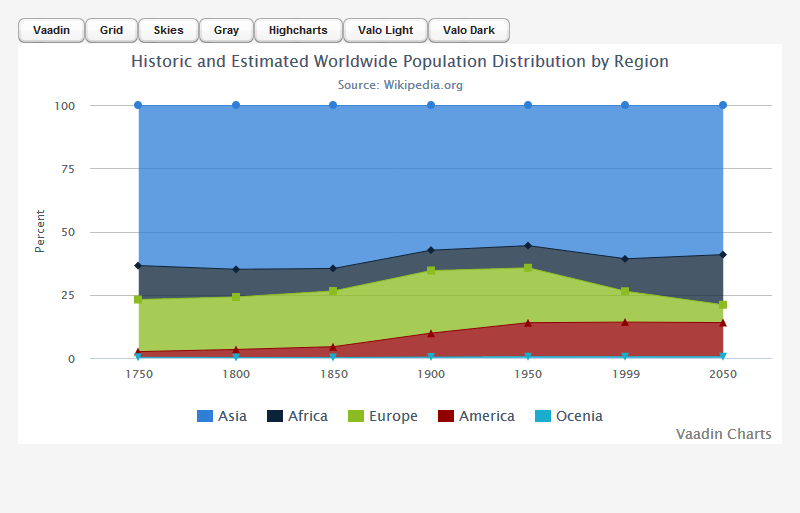 Vaadin Grid Skies Gray Highcharts Valo Light Valo Dark
Historic and Estimated Worldwide Population Distribution by Region
Source: Wikipedia.org
Percent
100
75
50
25
0
1750 1800 1850 1900 1950 1999 2050
Asia Africa Europe America Ocenia
Vaadin Charts